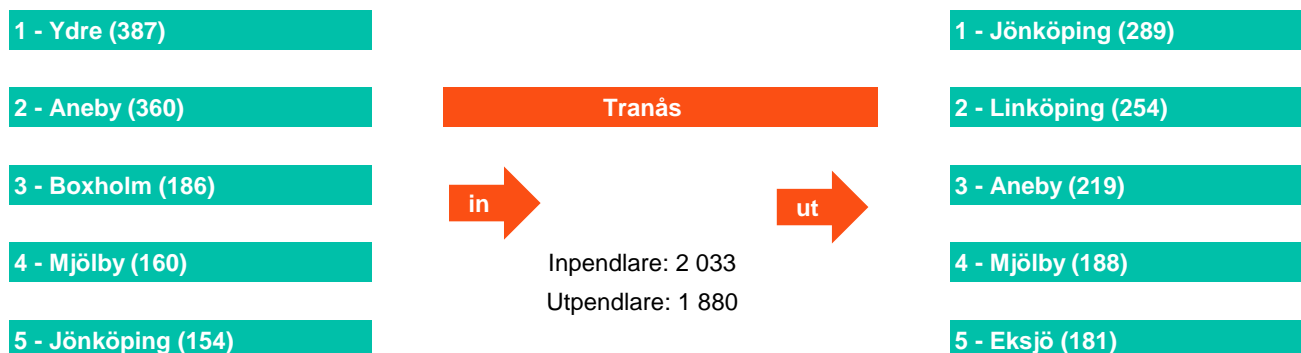 1 - Ydre (387)
2 - Aneby (360)
3 - Boxholm (186)
4 - Mjölby (160)
5 - Jönköping (154)
Tranås
in
ut
Inpendlare: 2 033
Utpendlare: 1 880
1 - Jönköping (289)
2 - Linköping (254)
3 - Aneby (219)
4 - Mjölby (188)
5 - Eksjö (181)